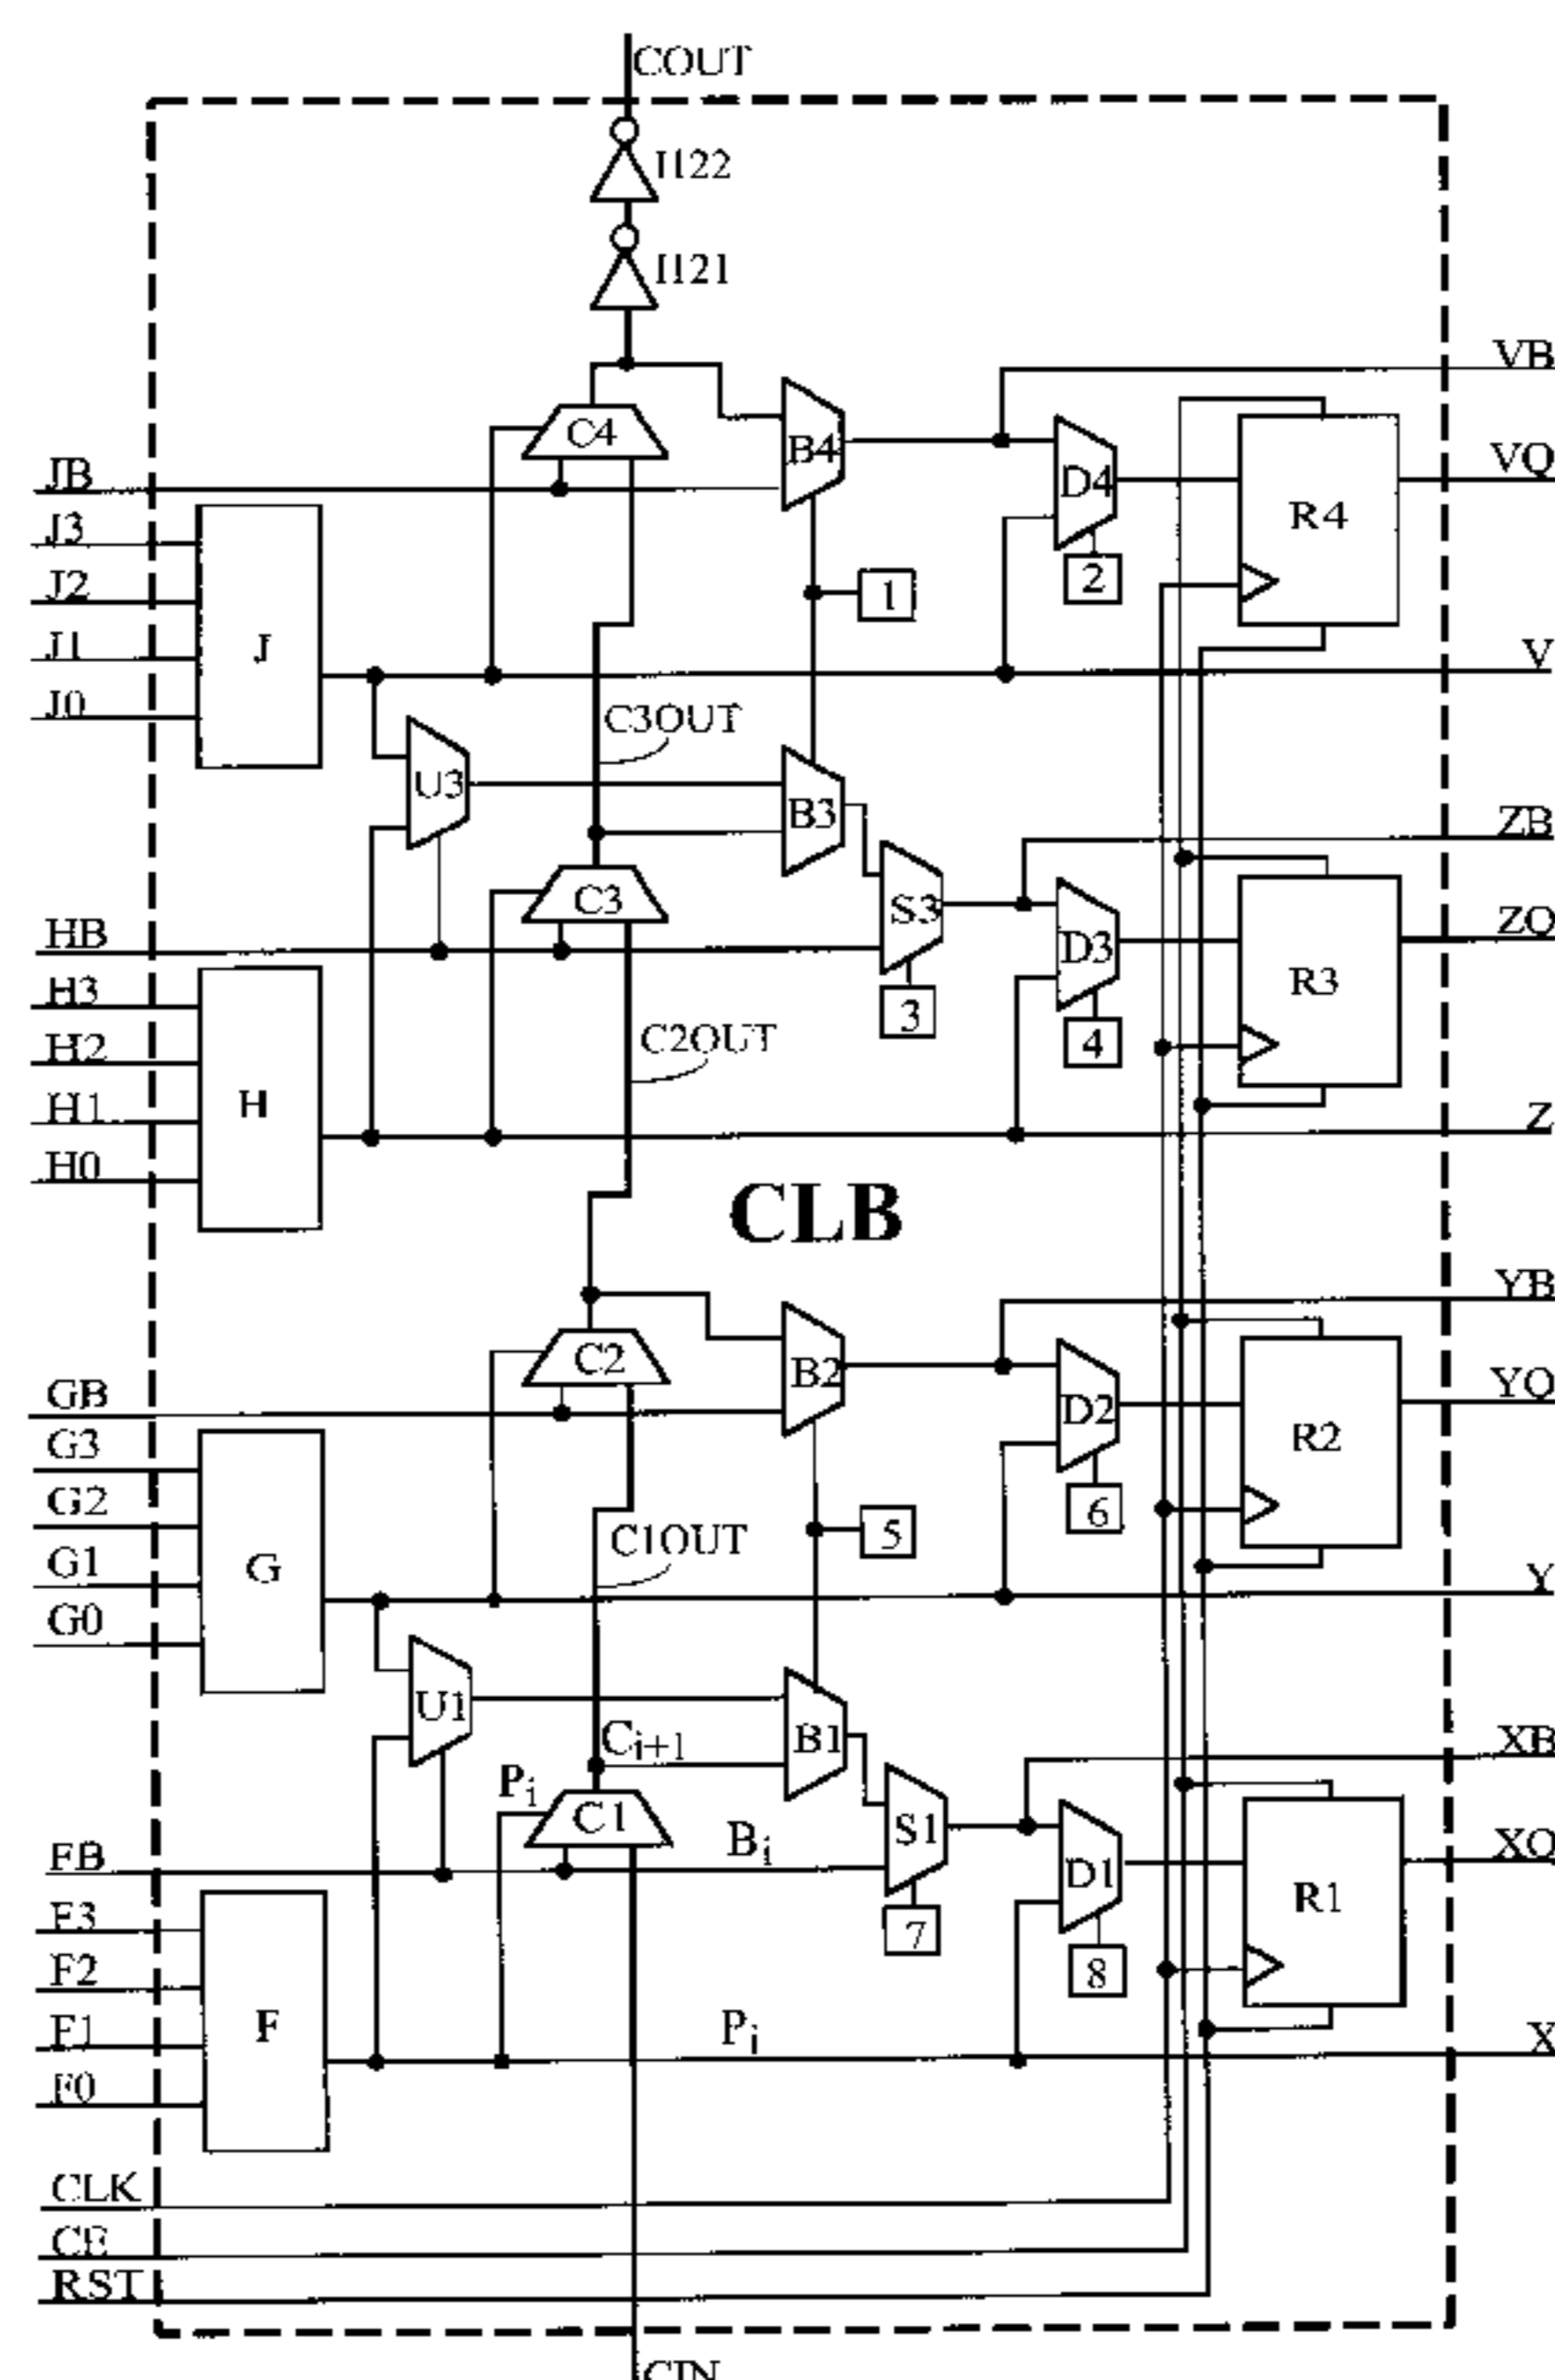 COUT
I122
I121
VB
C4
B4
JB
D4
VQ
R4
J3
J2
2
1
J1
J
V
J0
C3OUT
U3
B3
ZB
C3
S3
HB
D3
ZQ
H3
R3
3
H2
C2OUT
4
H1
H
Z
H0
CLB
YB
C2
B2
GB
D2
YQ
G3
R2
G2
6
5
G1
C1OUT
G
Y
G0
U1
B1
Ci+1
XB
Pi
C1
S1
Bi
FB
D1
XQ
R1
F3
7
F2
8
F1
F
Pi
X
F0
CLK
CE
RST
CIN